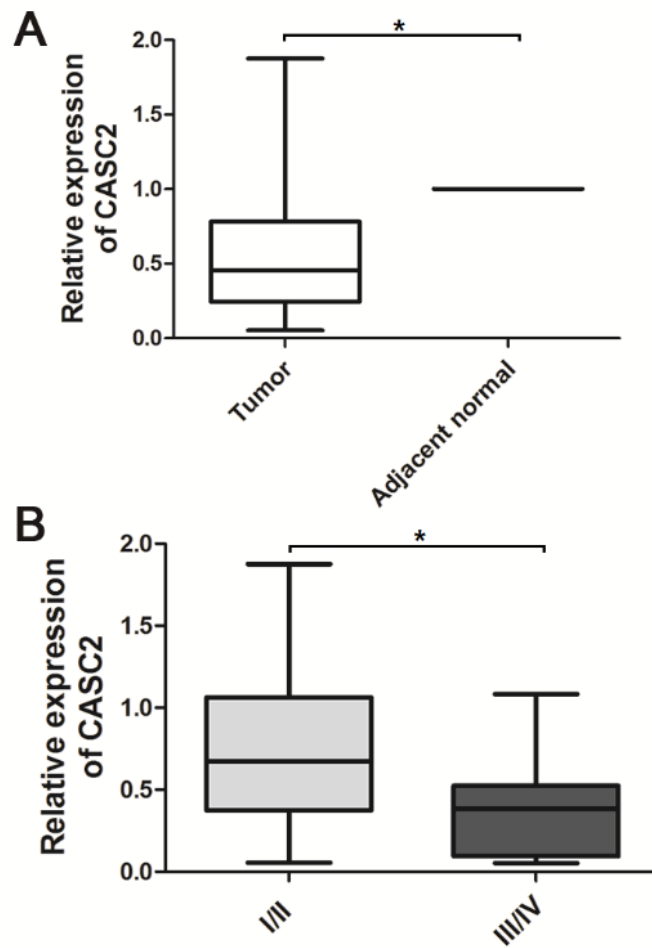 A
*
Relative expression
of CASC2
2.0
1.5
1.0
0.5
0.0
Tumor
Adjacent normal
B
*
Relative expression
of CASC2
2.0
1.5
1.0
0.5
0.0
I/II
III/IV